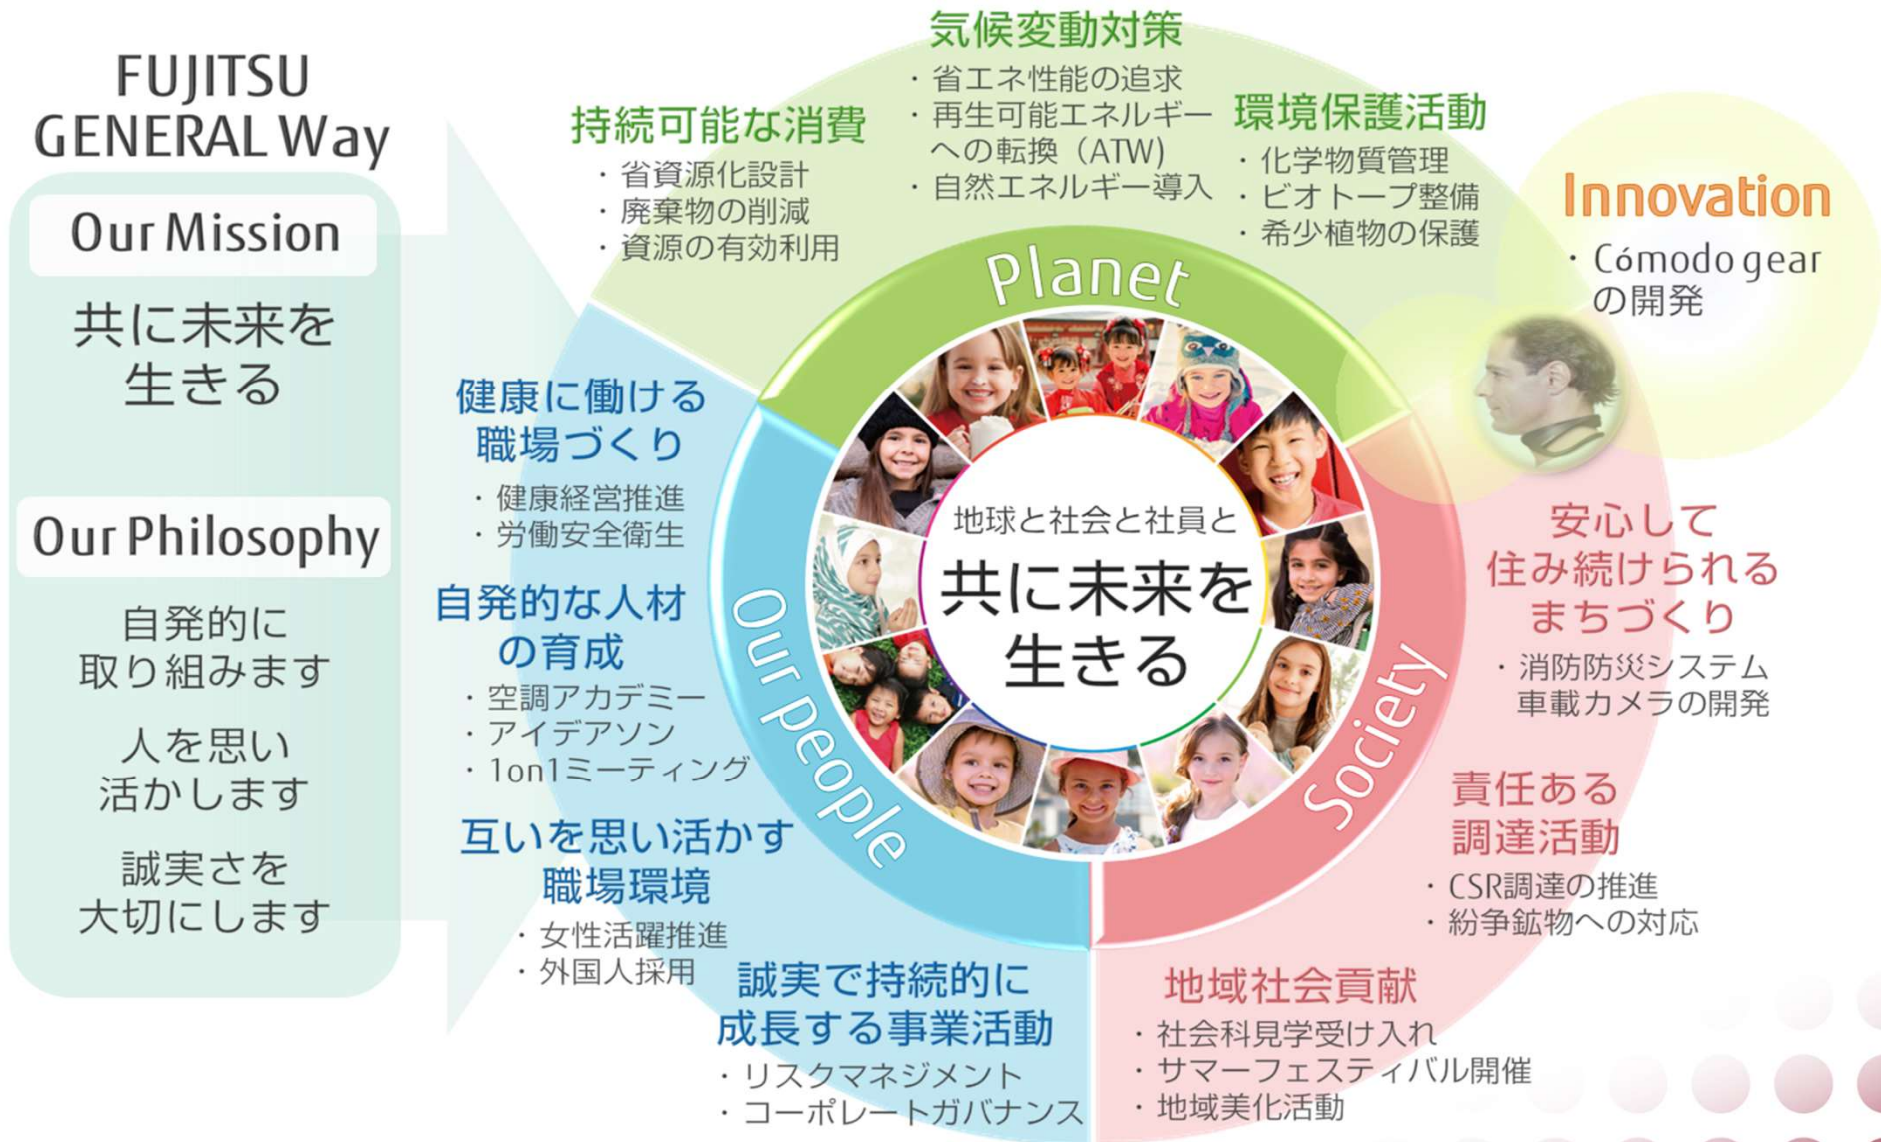 FUJITSU
GENERAL Way
Our Mission
共に未来を
生きる
Our Philosophy
自発的に
取り組みます
人を思い
活かします
誠実さを
大切にします
気候変動対策
・省エネ性能の追求
・再生可能エネルギー
への転換（ATW)
・自然エネルギー導入
持続可能な消費
・省資源化設計
・廃棄物の削減
・資源の有効利用
環境保護活動
・化学物質管理
・ビオトープ整備
・希少植物の保護
Innovation
・Cómodo gear
の開発
Planet
健康に働ける
職場づくり
・健康経営推進
・労働安全衛生
自発的な人材
の育成
・空調アカデミー
・アイデアソン
・1on1ミーティング
互いを思い活かす
職場環境
・女性活躍推進
・外国人採用
誠実で持続的に
成長する事業活動
・リスクマネジメント
・コーポレートガバナンス
Our people
地球と社会と社員と
共に未来を
生きる
Society
安心して
住み続けられる
まちづくり
・消防防災システム
車載カメラの開発
責任ある
調達活動
・CSR調達の推進
・紛争鉱物への対応
地域社会貢献
・社会科見学受け入れ
・サマーフェスティバル開催
・地域美化活動